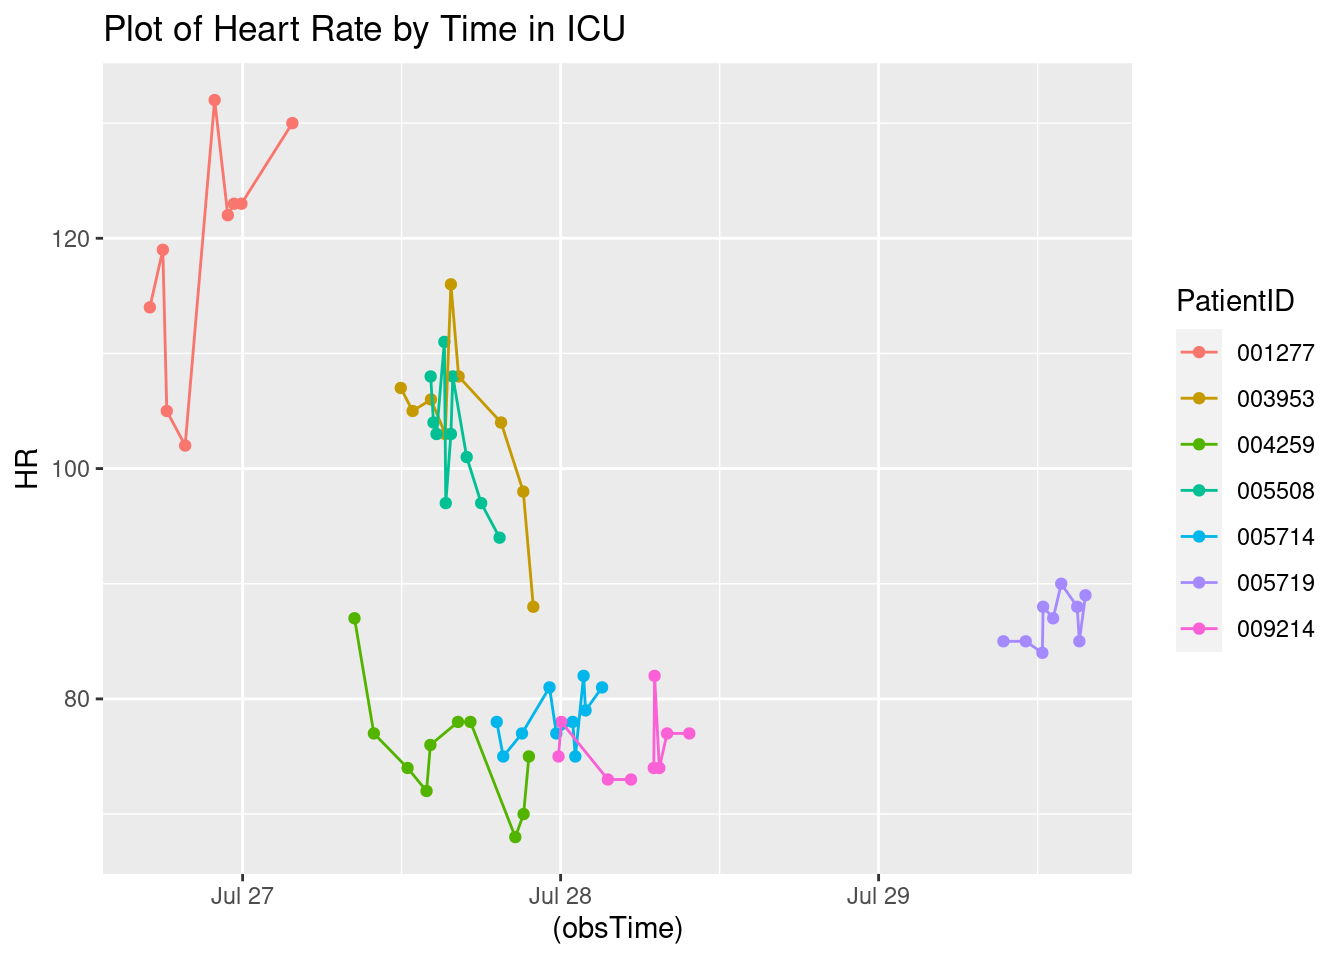 Plot of Heart Rate by Time in ICU
120
100
80
HR
Jul 27
Jul 28
Jul 29
(obsTime)
PatientID
001277
003953
004259
005508
005714
005719
009214